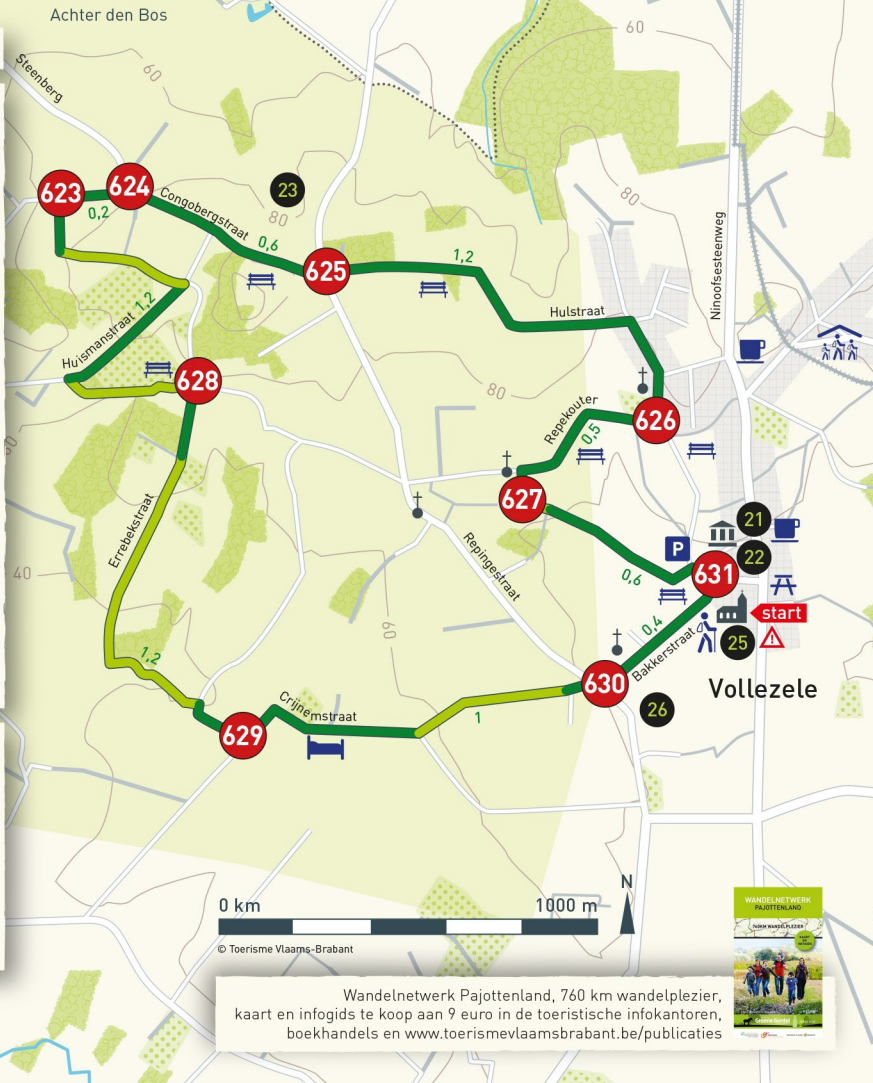 Achter den Bos
60
Steenberg
60
80
623
624
0,2
Congobergstraat
23
80
0,6
625
1,2
Hulstraat
Ninoofsesteenweg
Huismanstraat
1,2
628
80
626
Repekouter
0,5
627
Errebekstraat
40
Repingestraat
60
P
21
22
631
0,6
start
0,4
Bakkerstraat
25
Vollezele
1,2
630
26
629
Crijnemstraat
1
0 km
1000 m
N
© Toerisme Vlaams-Brabant
WANDELNETWERK
PAJOTTENLAND
760KM WANDELPLEZIER
Groene Gordel
Wandelnetwerk Pajottenland, 760 km wandelplezier,
kaart en infogids te koop aan 9 euro in de toeristische infokantoren,
boekhandels en www.toerismevlaamsbrabant.be/publicaties